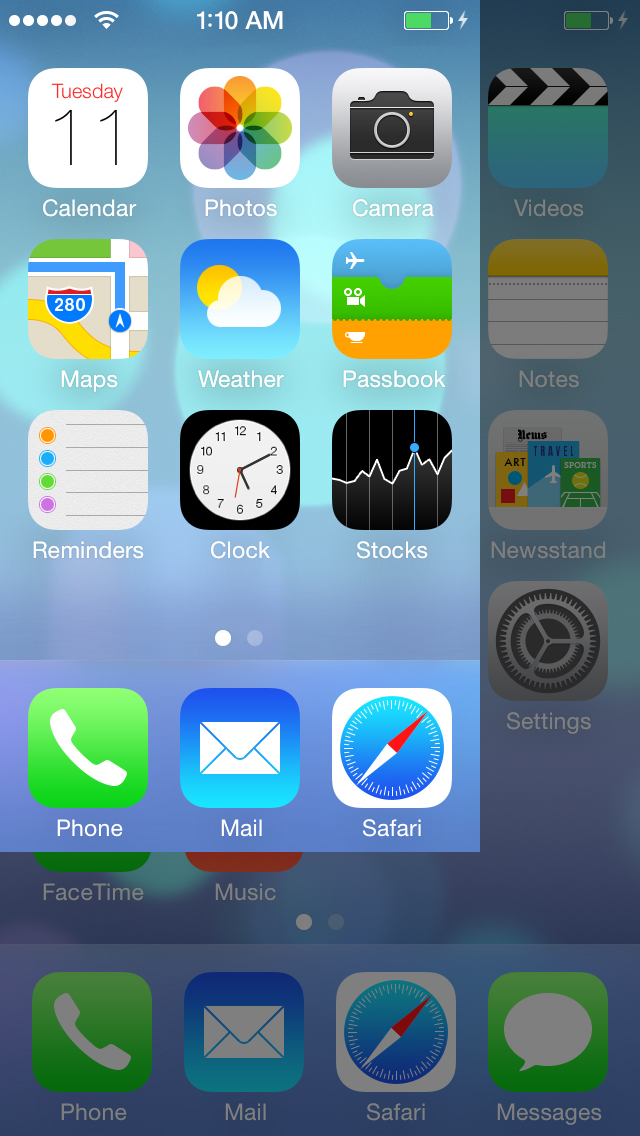 1:10 AM
Tuesday
11
Calendar
Photos
Camera
Videos
280
Maps
Weather
Passbook
Notes
12
11 1
10 2
9 3
8 4
7 5
6
News
TRAVEL
ART
SPORTS
Reminders
Clock
Stocks
Newsstand
Settings
Phone
Mail
Safari
FaceTime
Music
Phone
Mail
Safari
Messages